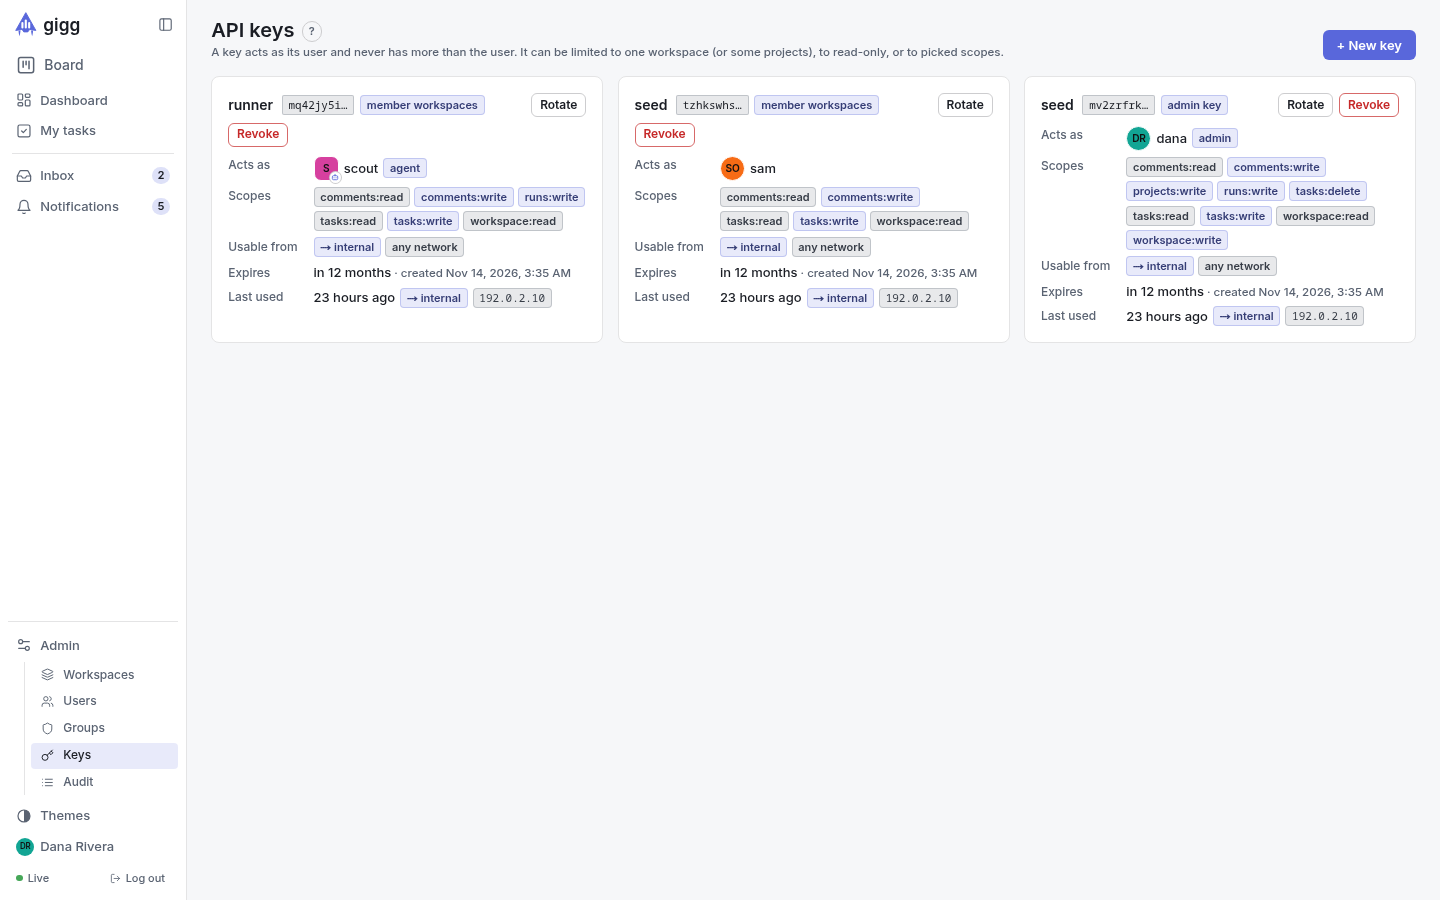 gigg
Board
Dashboard
My tasks
Inbox 2
Notifications 5
Admin
Workspaces
Users
Groups
Keys
Audit
Themes
DR Dana Rivera
Live Log out
API keys ?
A key acts as its user and never has more than the user. It can be limited to one workspace (or some projects), to read-only, or to picked scopes.
+ New key
runner mq42jy5i… member workspaces Rotate
Revoke
Acts as S scout agent
Scopes comments:read comments:write runs:write
tasks:read tasks:write workspace:read
Usable from → internal any network
Expires in 12 months · created Nov 14, 2026, 3:35 AM
Last used 23 hours ago → internal 192.0.2.10
seed tzhkswhs… member workspaces Rotate
Revoke
Acts as SO sam
Scopes comments:read comments:write
tasks:read tasks:write workspace:read
Usable from → internal any network
Expires in 12 months · created Nov 14, 2026, 3:35 AM
Last used 23 hours ago → internal 192.0.2.10
seed mv2zrfrk… admin key Rotate Revoke
Acts as DR dana admin
Scopes comments:read comments:write
projects:write runs:write tasks:delete
tasks:read tasks:write workspace:read
workspace:write
Usable from → internal any network
Expires in 12 months · created Nov 14, 2026, 3:35 AM
Last used 23 hours ago → internal 192.0.2.10